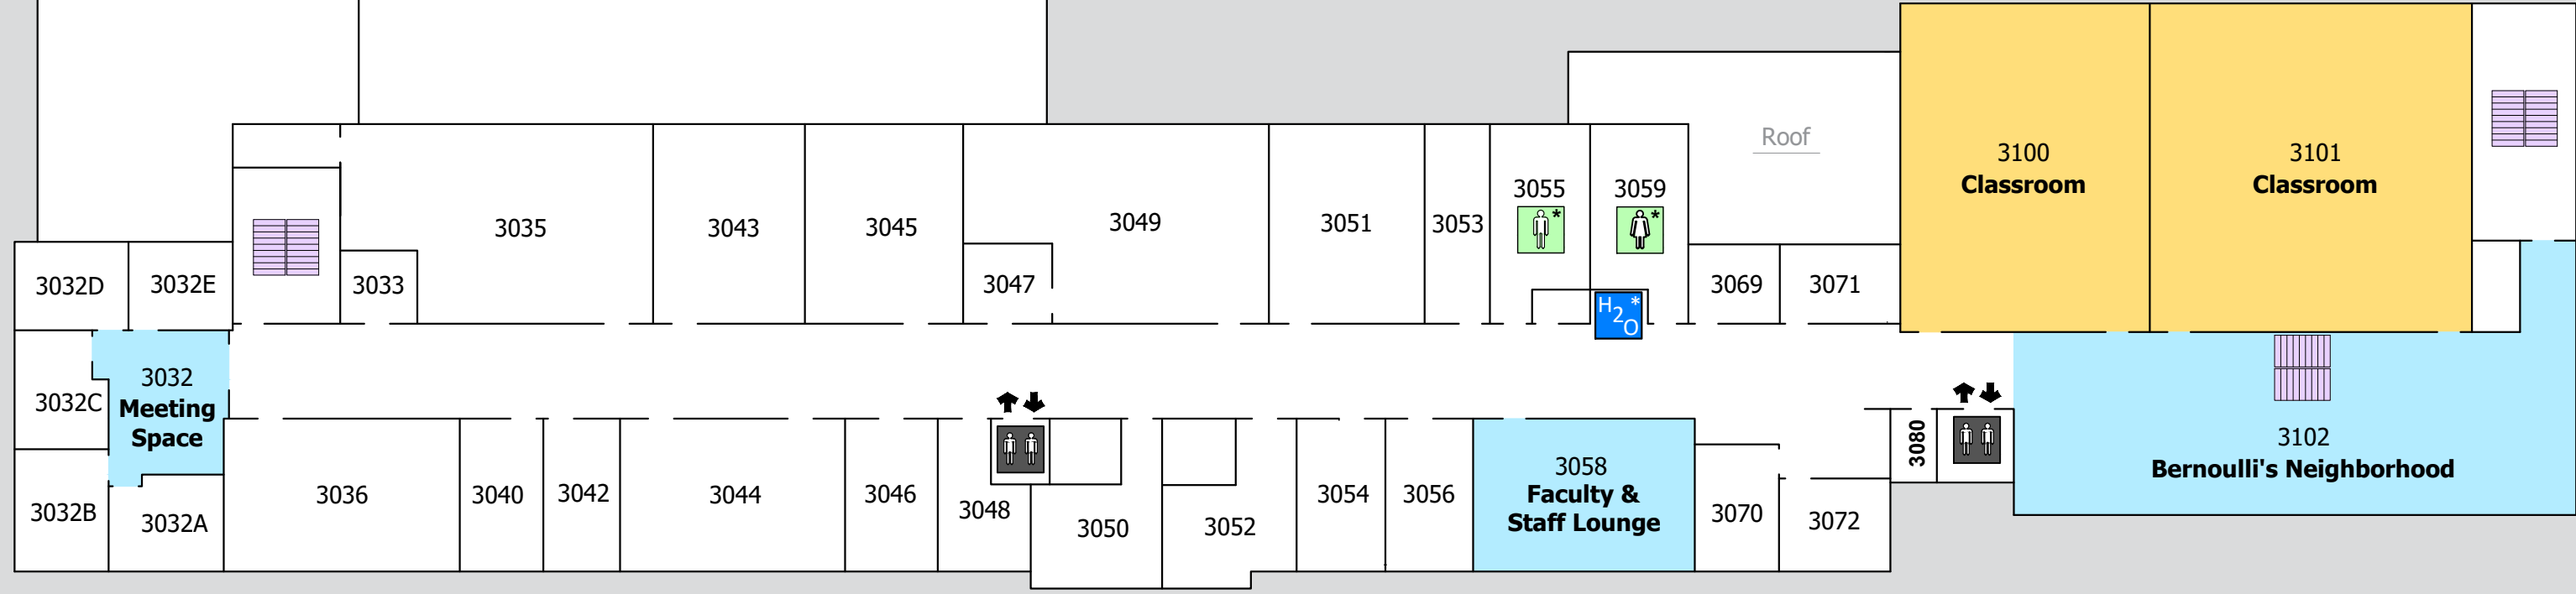 Roof
3100
Classroom
3101
Classroom
3055
*
3059
*
3035
3043
3045
3049
3051
3053
3032D
3032E
3033
3047
3069
3071
H2O *
3032
Meeting
Space
3032C
3080
3102
Bernoulli's Neighborhood
3058
Faculty &
Staff Lounge
3036
3040
3042
3044
3046
3048
3050
3052
3054
3056
3070
3072
3032B
3032A